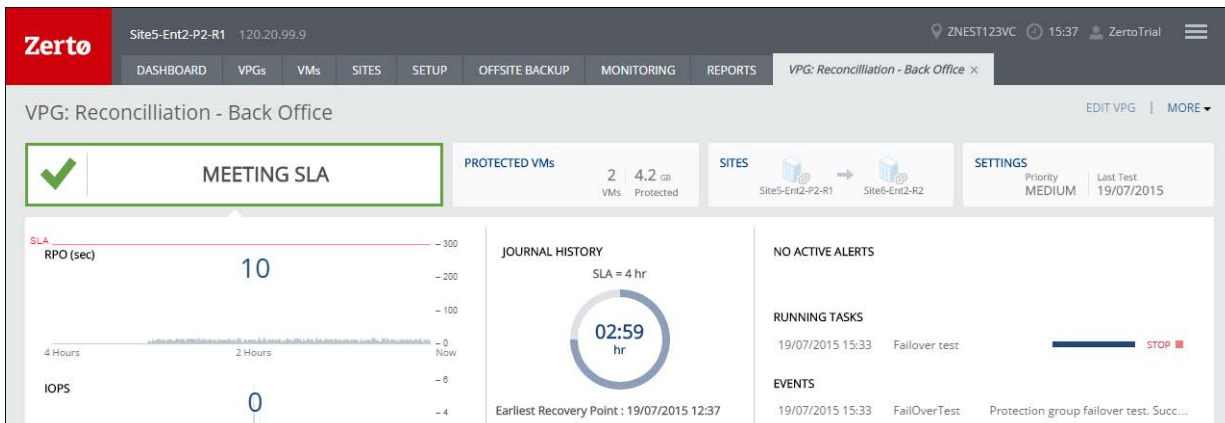 Zertø
Site5-Ent2-P2-R1 120.20.99.9
ZNEST123VC 15:37 ZertoTrial
DASHBOARD VPGs VMs SITES SETUP OFFSITE BACKUP MONITORING REPORTS VPG: Reconcilliation - Back Office ×
VPG: Reconcilliation - Back Office
EDIT VPG | MORE
MEETING SLA
PROTECTED VMs
2 4.2 GB
VMs Protected
SITES
Site5-Ent2-P2-R1 Site6-Ent2-R2
SETTINGS
Priority Last Test
MEDIUM 19/07/2015
SLA
RPO (sec)
10
300
200
100
0
4 Hours 2 Hours Now
IOPS
0
6
4
JOURNAL HISTORY
SLA = 4 hr
02:59
hr
Earliest Recovery Point : 19/07/2015 12:37
NO ACTIVE ALERTS
RUNNING TASKS
19/07/2015 15:33 Failover test STOP
EVENTS
19/07/2015 15:33 FailOverTest Protection group failover test. Succ...